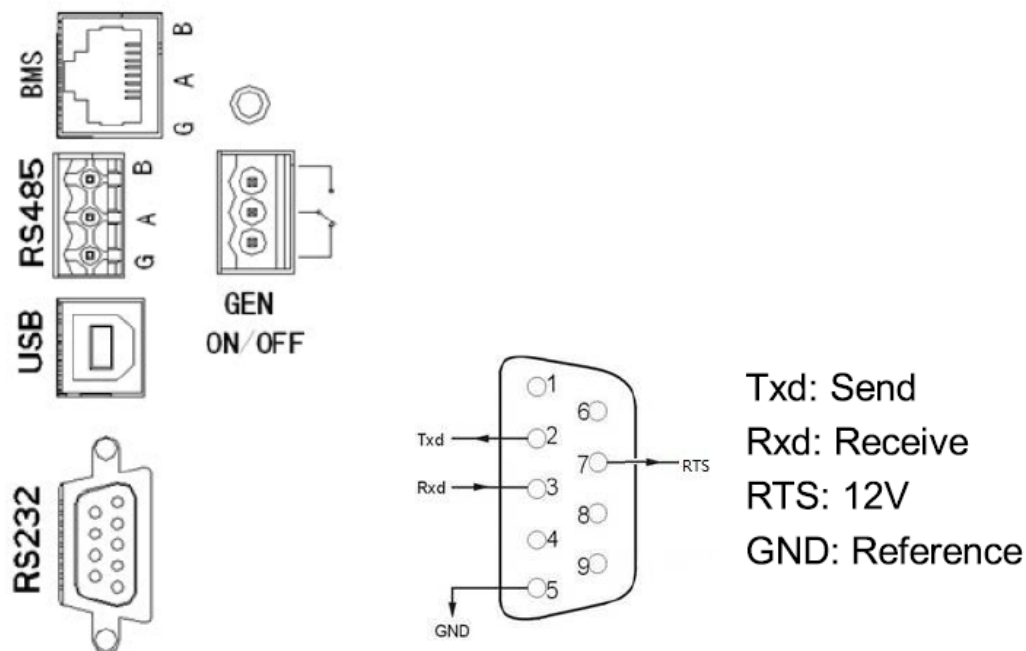 BMS
B
A
G
RS485
B
A
G
GEN
ON/OFF
USB
RS232
1
2
3
4
5
6
7
8
9
Txd
Rxd
RTS
GND
Txd: Send
Rxd: Receive
RTS: 12V
GND: Reference